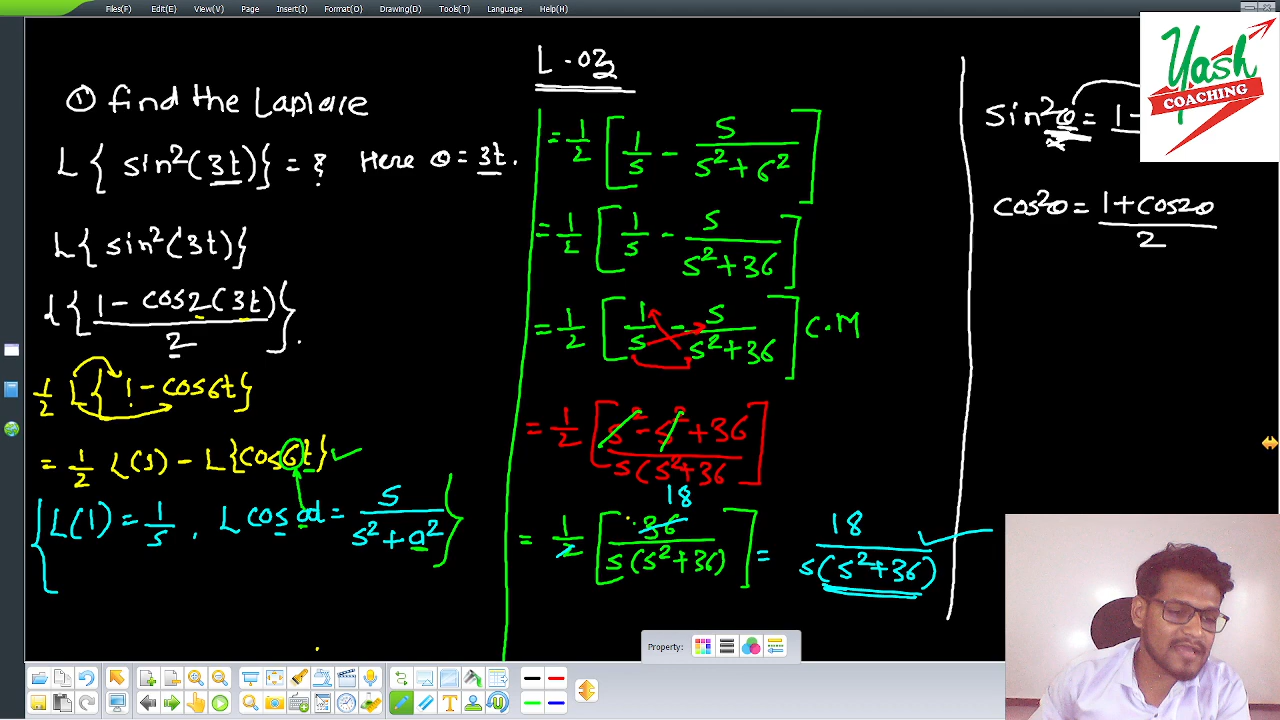 Files(F) Edit(E) View(V) Page Insert(I) Format(O) Drawing(D) Tool(T) Language Help(H)
Yash
COACHING
L-03
① find the Laplace
L{ sin²(3t)} = ? Here θ = 3t.
L{ sin²(3t)}
L{ 1 - cos2(3t) / 2 }.
1/2 L{ 1 - cos6t}
= 1/2 L(1) - L{cos6t} ✓
{ L(1) = 1/s , L cos at = s / s² + a² }
= 1/2 [ 1/s - s / s² + 6² ]
= 1/2 [ 1/s - s / s² + 36 ]
= 1/2 [ 1/s - s / s² + 36 ] C.M
= 1/2 [ s² - s² + 36 / s(s² + 36 ]
18
= 1/2 [ 36 / s(s² + 36) ] = 18 / s(s² + 36) ✓
sin²θ = 1 -
cos²θ = 1 + cos2θ / 2
Property: